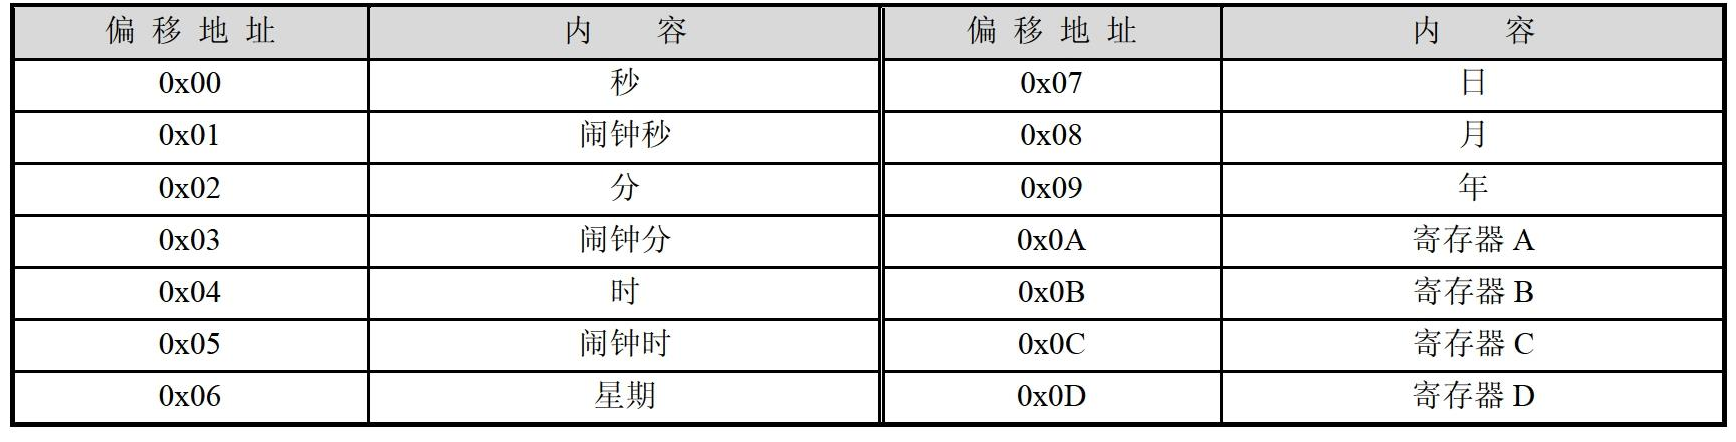 偏 移 地 址 内 容 偏 移 地 址 内 容
0x00 秒 0x07 日
0x01 闹钟秒 0x08 月
0x02 分 0x09 年
0x03 闹钟分 0x0A 寄存器 A
0x04 时 0x0B 寄存器 B
0x05 闹钟时 0x0C 寄存器 C
0x06 星期 0x0D 寄存器 D